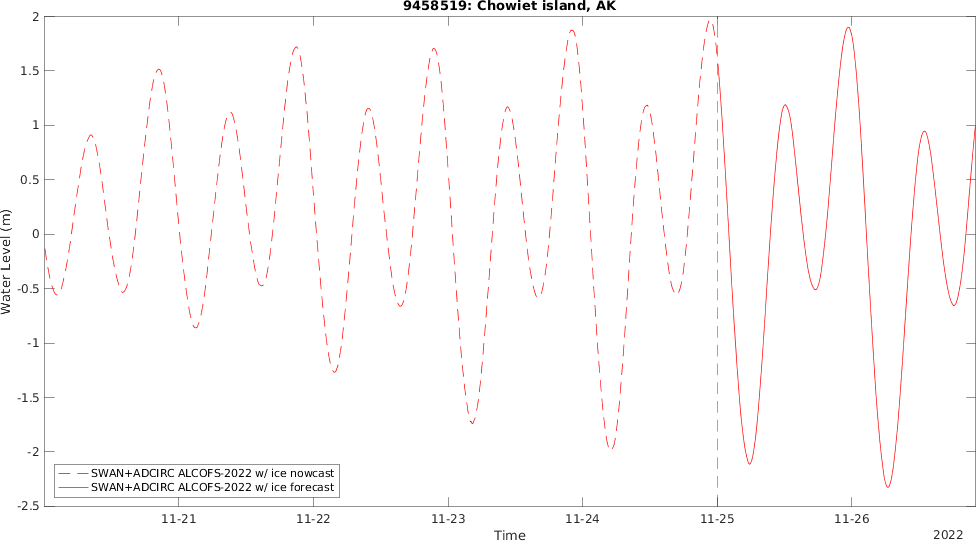 9458519: Chowiet island, AK
2
1.5
1
0.5
0
-0.5
-1
-1.5
-2
-2.5
Water Level (m)
SWAN+ADCIRC ALCOFS-2022 w/ ice nowcast
SWAN+ADCIRC ALCOFS-2022 w/ ice forecast
11-21 11-22 11-23 11-24 11-25 11-26
Time
2022